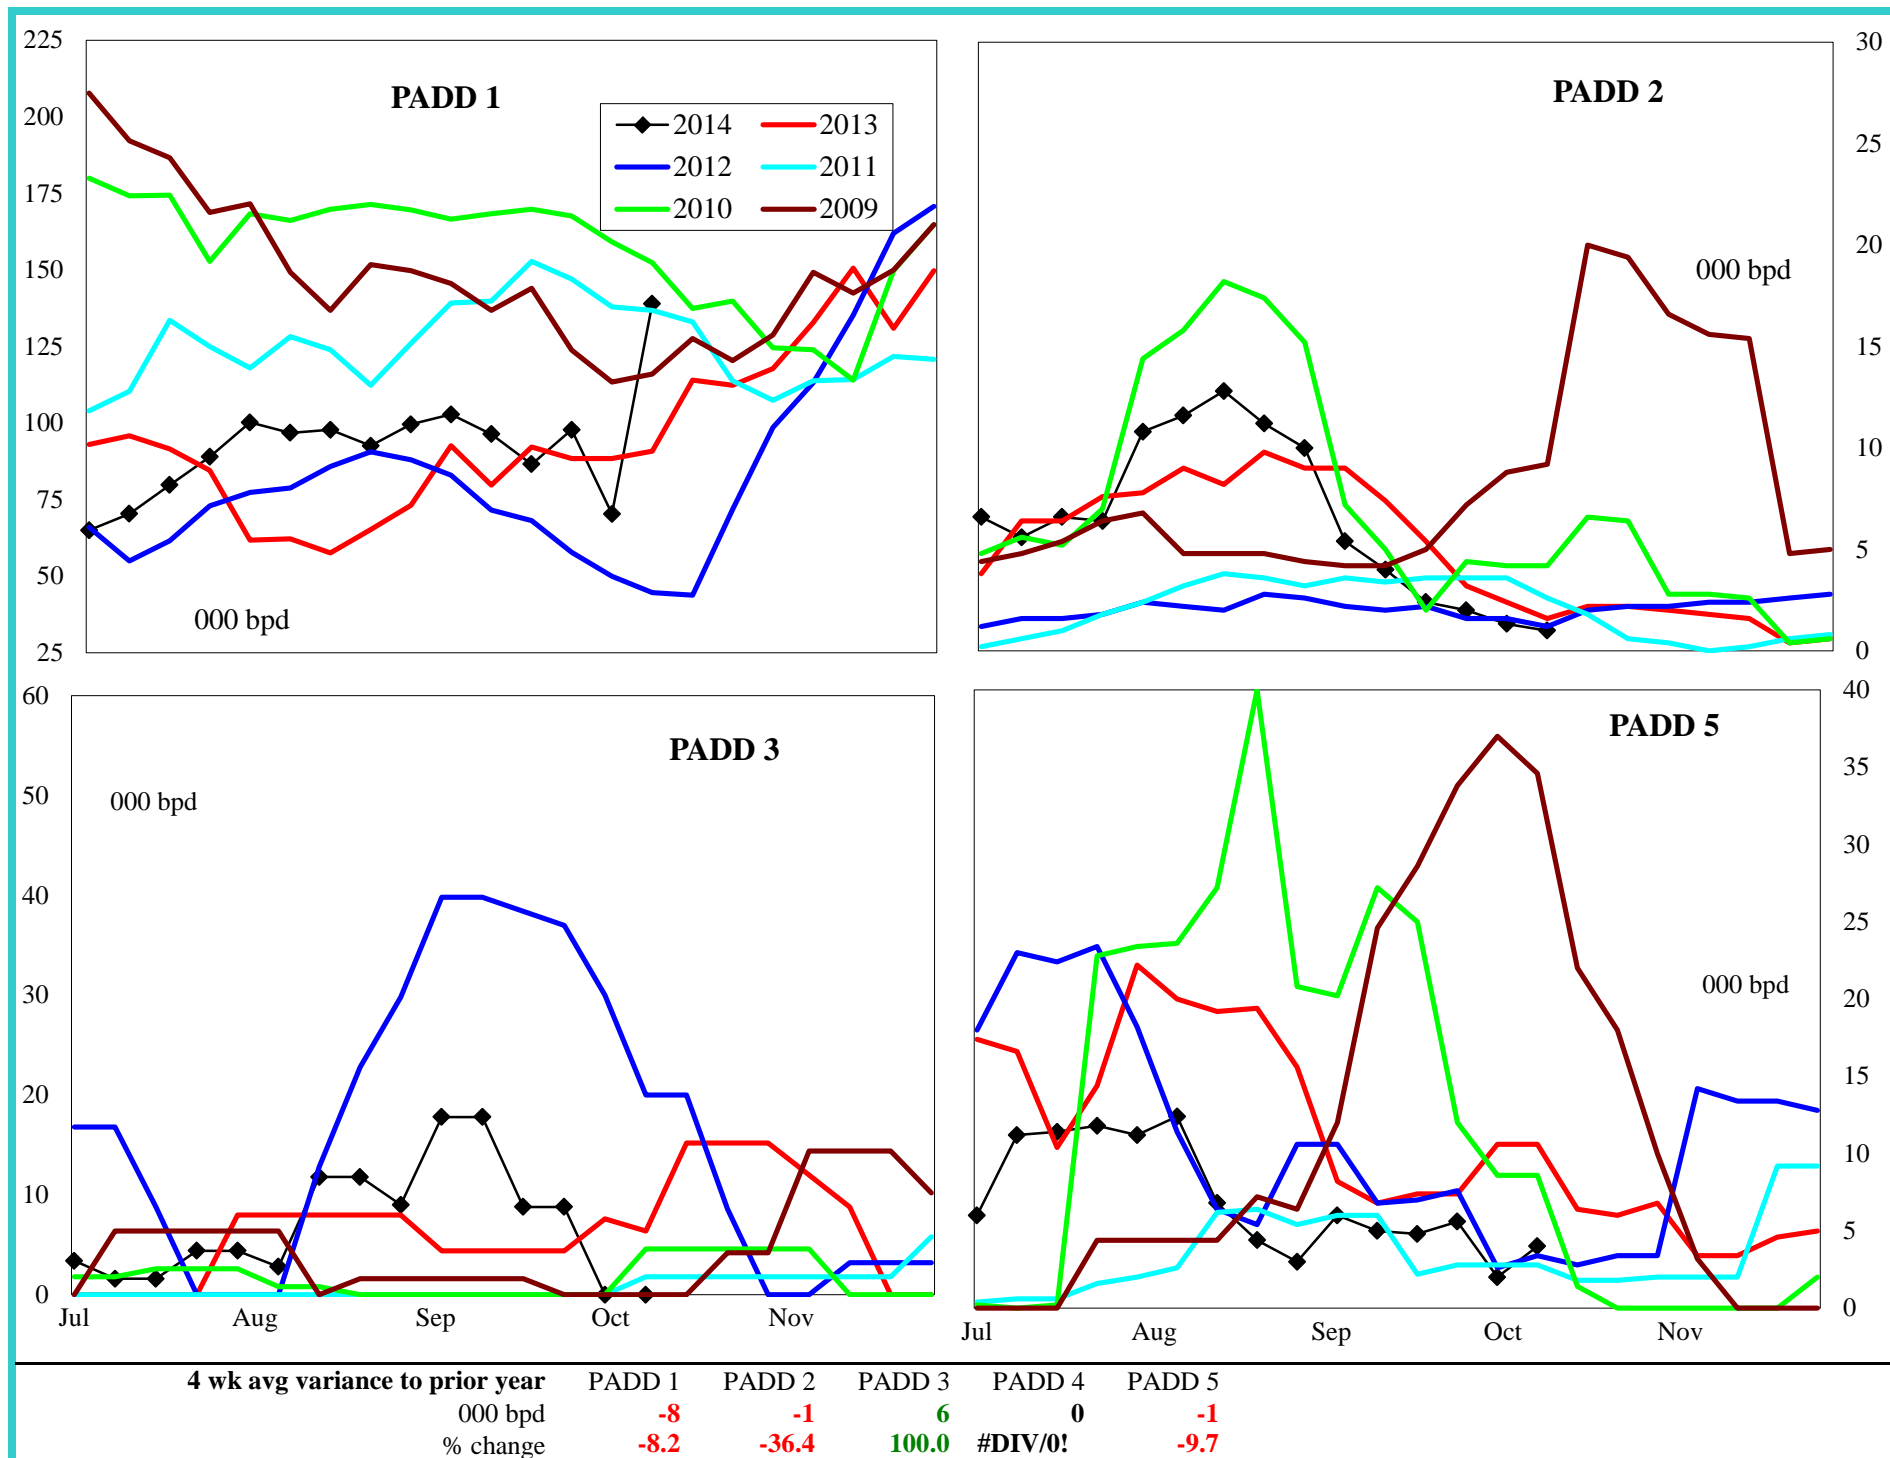 225
200
175
150
125
100
75
50
25
PADD 1
2014 2013
2012 2011
2010 2009
000 bpd
PADD 2
000 bpd
30
25
20
15
10
5
0
60
50
40
30
20
10
0
PADD 3
000 bpd
Jul Aug Sep Oct Nov
PADD 5
000 bpd
40
35
30
25
20
15
10
5
0
Jul Aug Sep Oct Nov
4 wk avg variance to prior year PADD 1 PADD 2 PADD 3 PADD 4 PADD 5
000 bpd -8 -1 6 0 -1
% change -8.2 -36.4 100.0 #DIV/0! -9.7